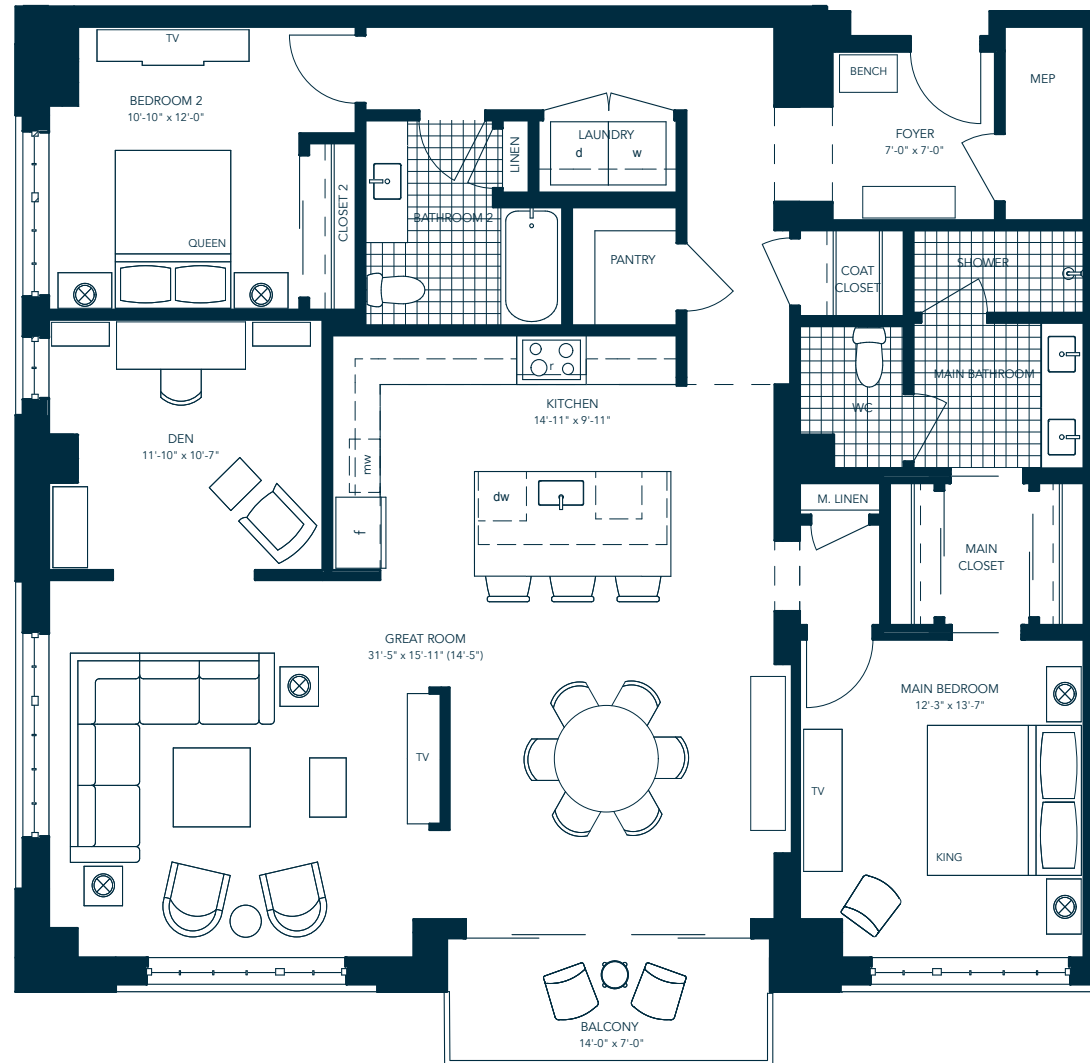 TV
BEDROOM 2
10'-10" x 12'-0"
QUEEN
CLOSET 2
BATHROOM 2
LINEN
LAUNDRY
d
w
PANTRY
BENCH
FOYER
7'-0" x 7'-0"
MEP
COAT
CLOSET
SHOWER
MAIN BATHROOM
WC
DEN
11'-10" x 10'-7"
r
KITCHEN
14'-11" x 9'-11"
mw
f
dw
M. LINEN
MAIN
CLOSET
GREAT ROOM
31'-5" x 15'-11" (14'-5")
TV
MAIN BEDROOM
12'-3" x 13'-7"
TV
KING
BALCONY
14'-0" x 7'-0"